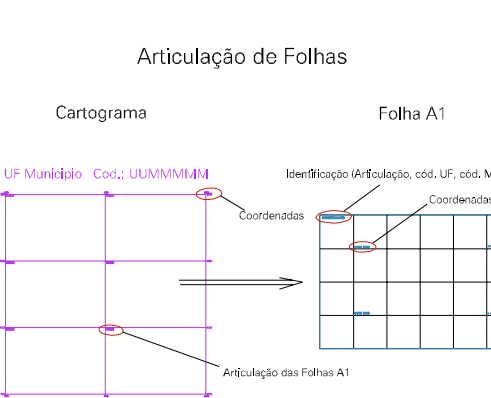 Articulação de Folhas
Cartograma
Folha A1
UF Municipio Cod.: UUMMMMM
Identificação (Articulação, cód. UF, cód. M
Coordenadas
Coordenadas
Articulação das Folhas A1